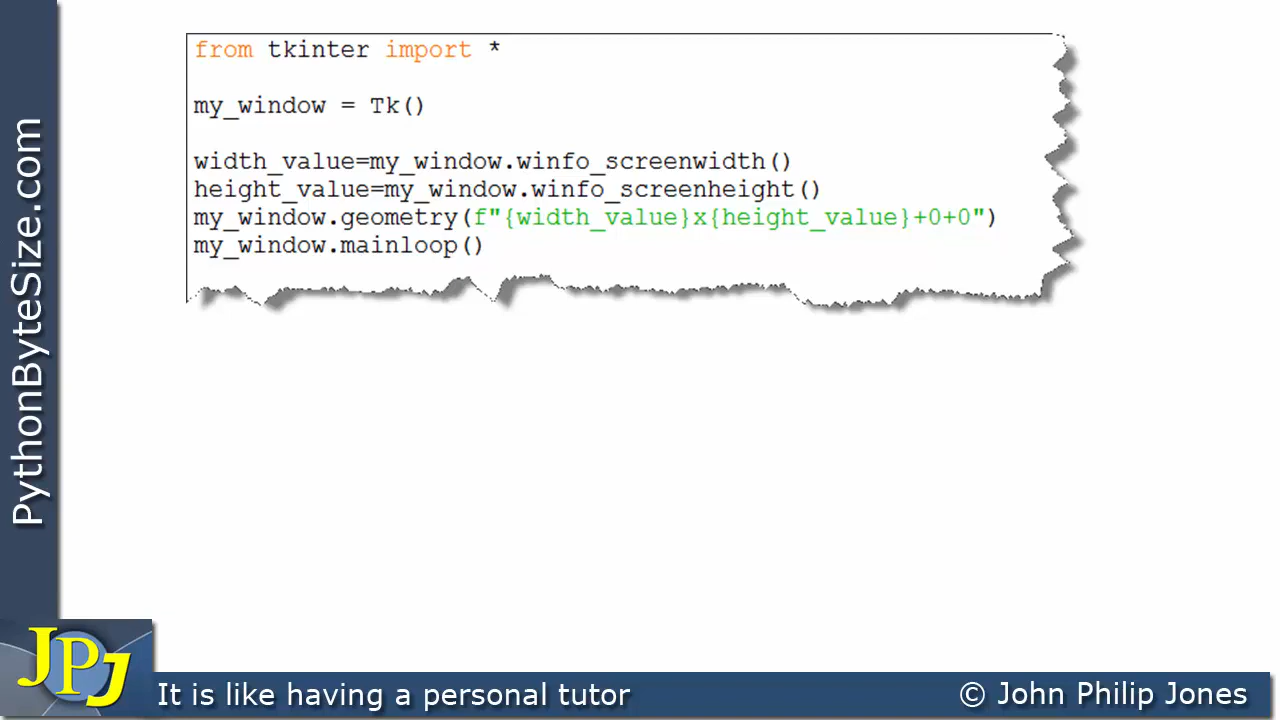 from tkinter import *
my_window = Tk()
width_value=my_window.winfo_screenwidth()
height_value=my_window.winfo_screenheight()
my_window.geometry(f"{width_value}x{height_value}+0+0")
my_window.mainloop()
PythonByteSize.com
JPJ
It is like having a personal tutor
© John Philip Jones